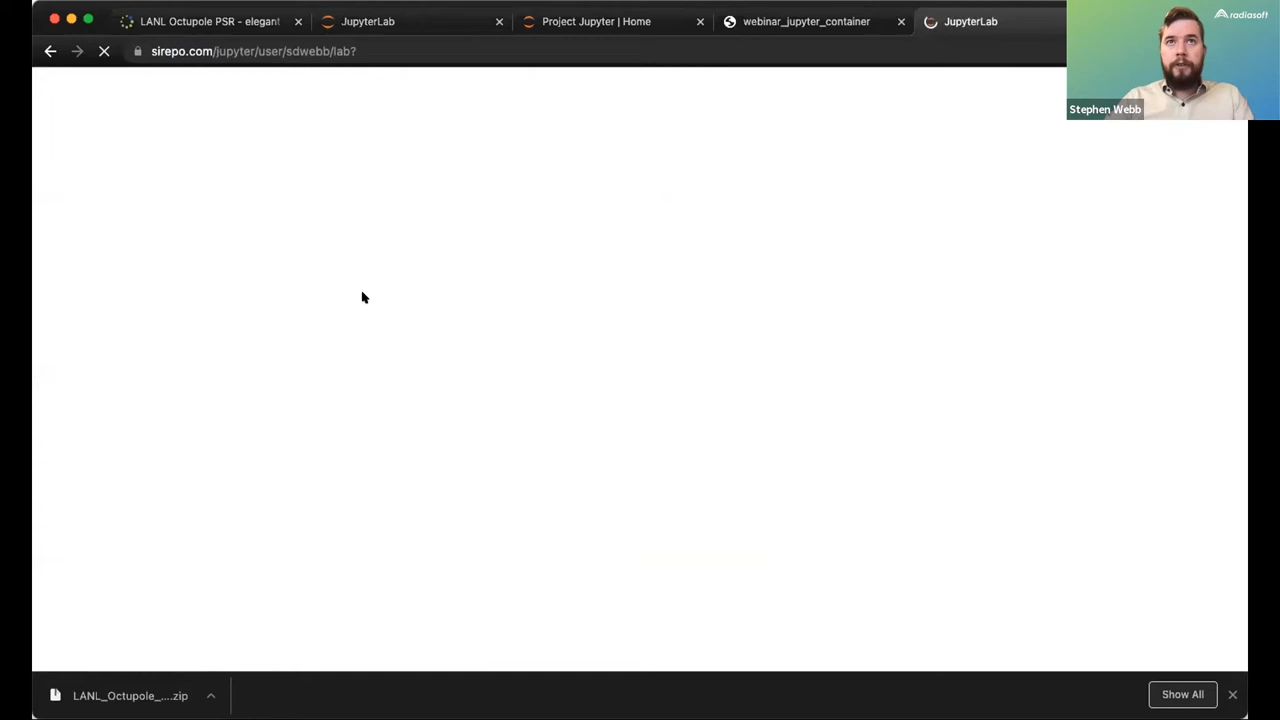 LANL Octupole PSR - elegant
JupyterLab
Project Jupyter | Home
webinar_jupyter_container
JupyterLab
radiasoft
sirepo.com/jupyter/user/sdwebb/lab?
Stephen Webb
LANL_Octupole_....zip
Show All